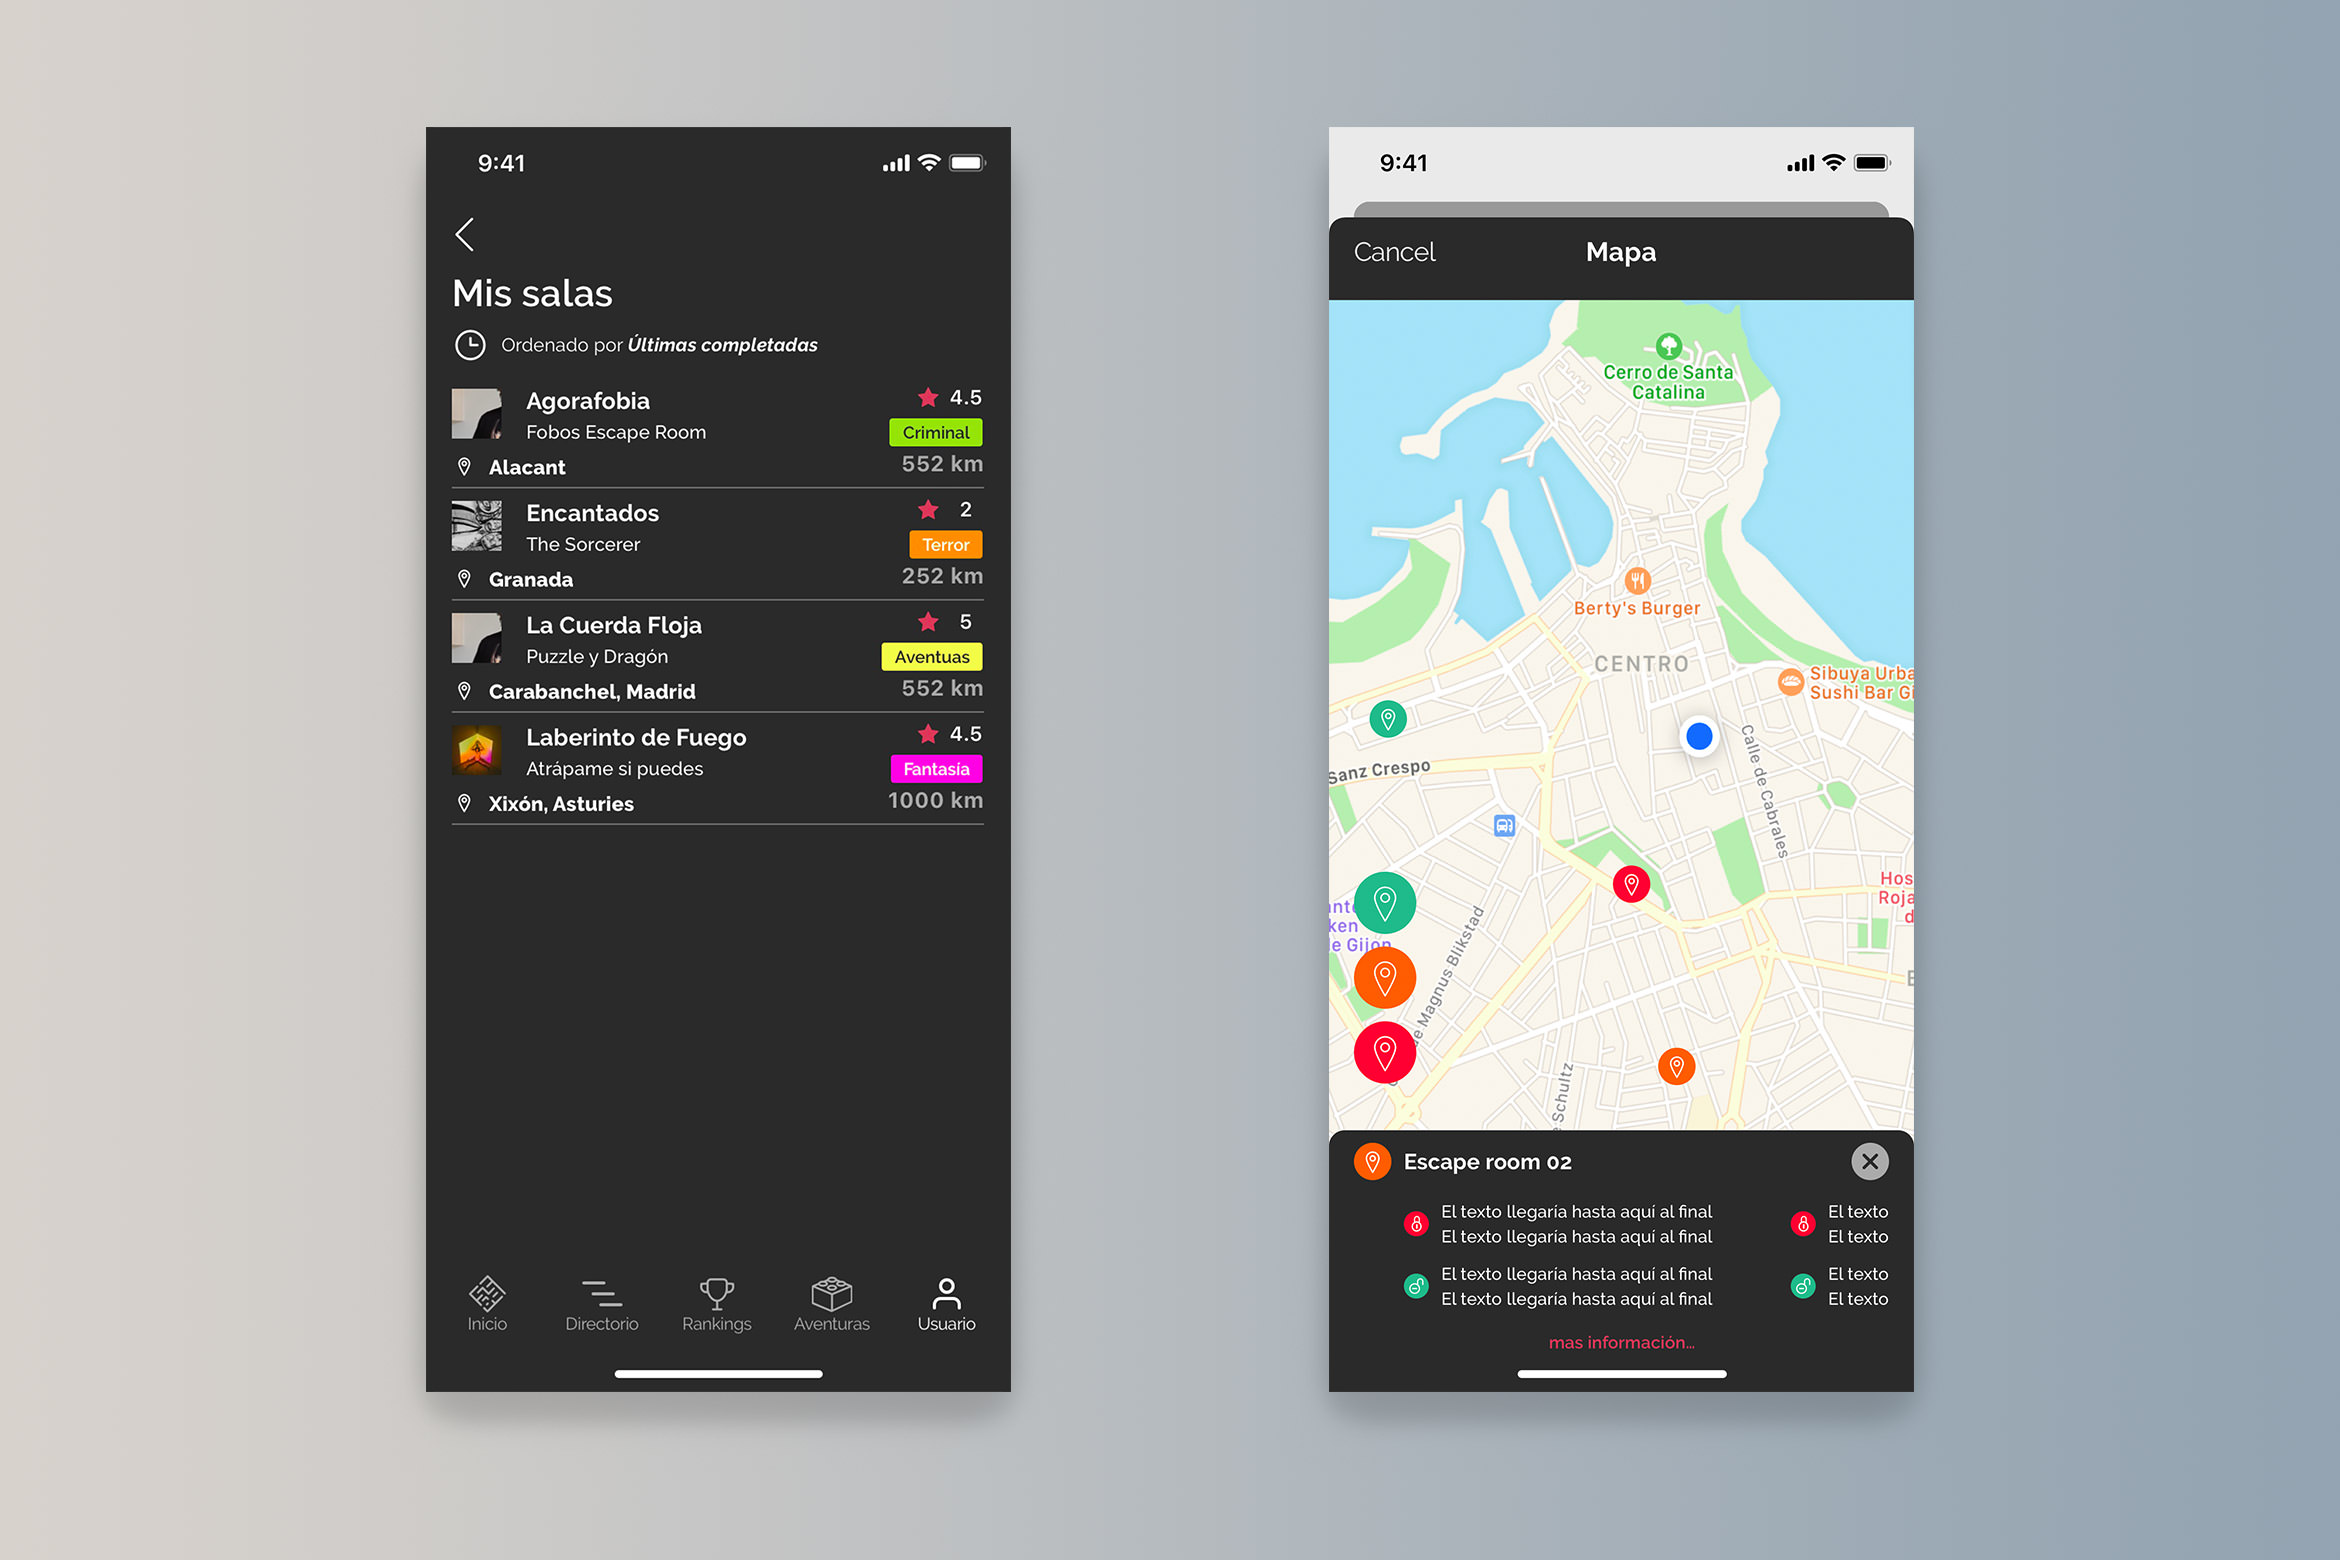 9:41
Mis salas
Ordenado por Últimas completadas
Agorafobia
4.5
Fobos Escape Room
Criminal
Alacant
552 km
Encantados
2
The Sorcerer
Terror
Granada
252 km
La Cuerda Floja
5
Puzzle y Dragón
Aventuas
Carabanchel, Madrid
552 km
Laberinto de Fuego
4.5
Atrápame si puedes
Fantasía
Xixón, Asturies
1000 km
Inicio
Directorio
Rankings
Aventuras
Usuario
9:41
Cancel
Mapa
Cerro de Santa
Catalina
Berty's Burger
CENTRO
Sibuya Urba
Sushi Bar Gi
Sanz Crespo
Calle de Cabrales
Hos
Roja
d
ken
e Gijon
de Magnus Blikstad
e Schultz
Escape room 02
El texto llegaría hasta aquí al final
El texto llegaría hasta aquí al final
El texto
El texto
El texto llegaría hasta aquí al final
El texto llegaría hasta aquí al final
El texto
El texto
mas información...